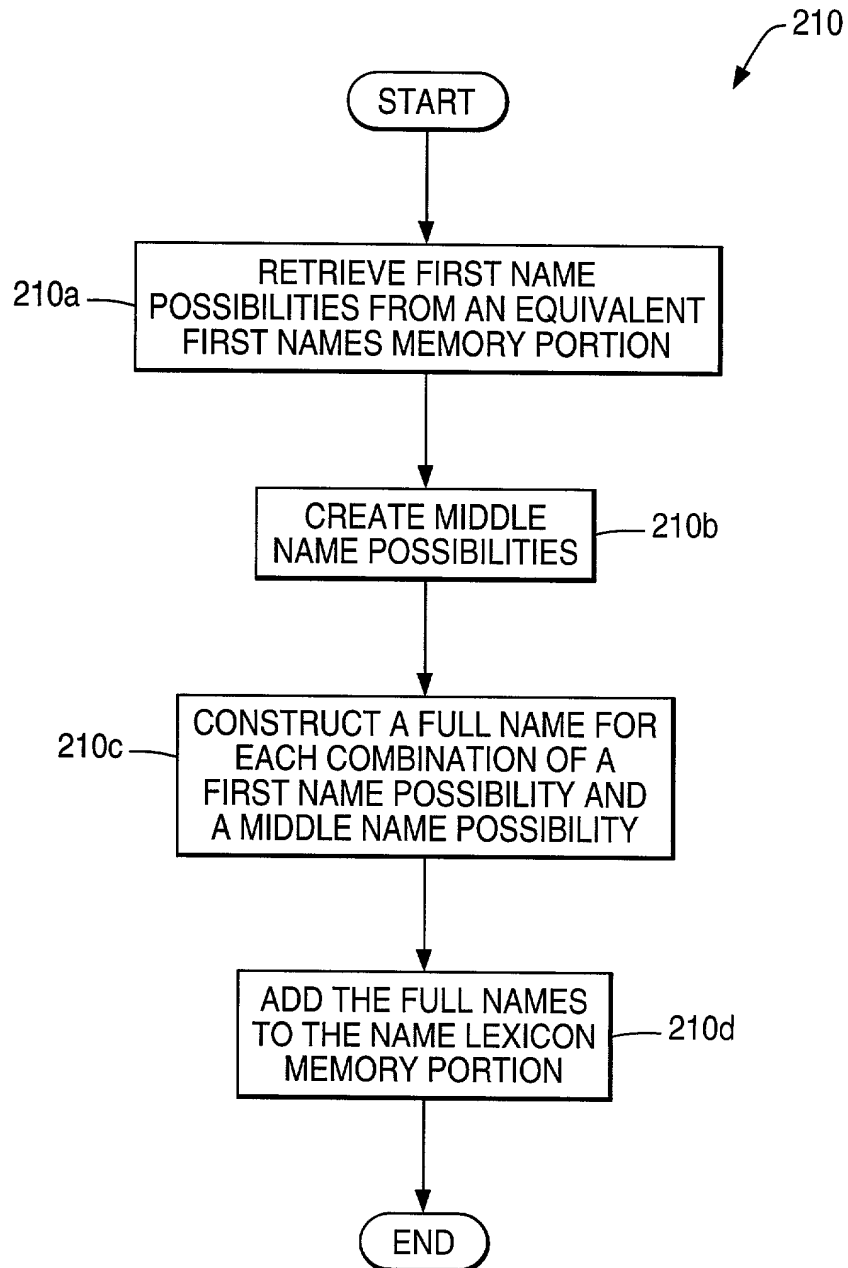 210
START
210a
RETRIEVE FIRST NAME
POSSIBILITIES FROM AN EQUIVALENT
FIRST NAMES MEMORY PORTION
CREATE MIDDLE
NAME POSSIBILITIES
210b
210c
CONSTRUCT A FULL NAME FOR
EACH COMBINATION OF A
FIRST NAME POSSIBILITY AND
A MIDDLE NAME POSSIBILITY
ADD THE FULL NAMES
TO THE NAME LEXICON
MEMORY PORTION
210d
END